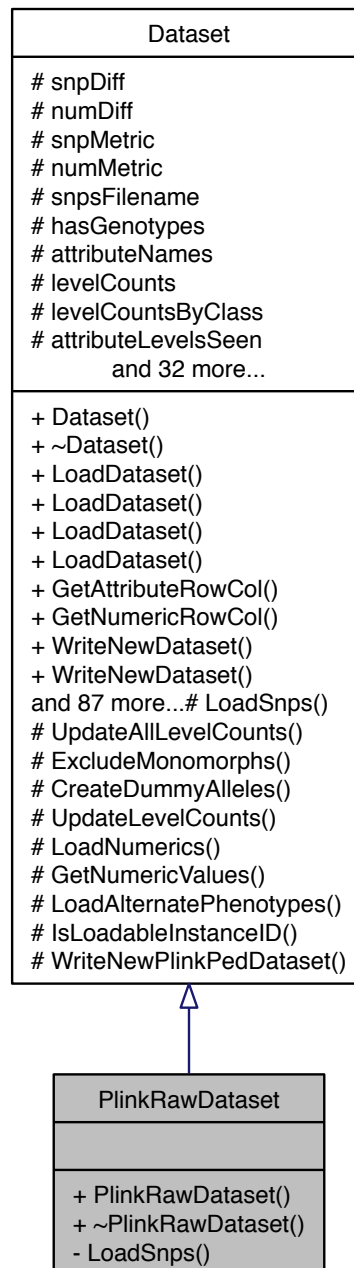 Dataset
# snpDiff
# numDiff
# snpMetric
# numMetric
# snpsFilename
# hasGenotypes
# attributeNames
# levelCounts
# levelCountsByClass
# attributeLevelsSeen
and 32 more...
+ Dataset()
+ ~Dataset()
+ LoadDataset()
+ LoadDataset()
+ LoadDataset()
+ LoadDataset()
+ GetAttributeRowCol()
+ GetNumericRowCol()
+ WriteNewDataset()
+ WriteNewDataset()
and 87 more...# LoadSnps()
# UpdateAllLevelCounts()
# ExcludeMonomorphs()
# CreateDummyAlleles()
# UpdateLevelCounts()
# LoadNumerics()
# GetNumericValues()
# LoadAlternatePhenotypes()
# IsLoadableInstanceID()
# WriteNewPlinkPedDataset()
PlinkRawDataset
+ PlinkRawDataset()
+ ~PlinkRawDataset()
- LoadSnps()